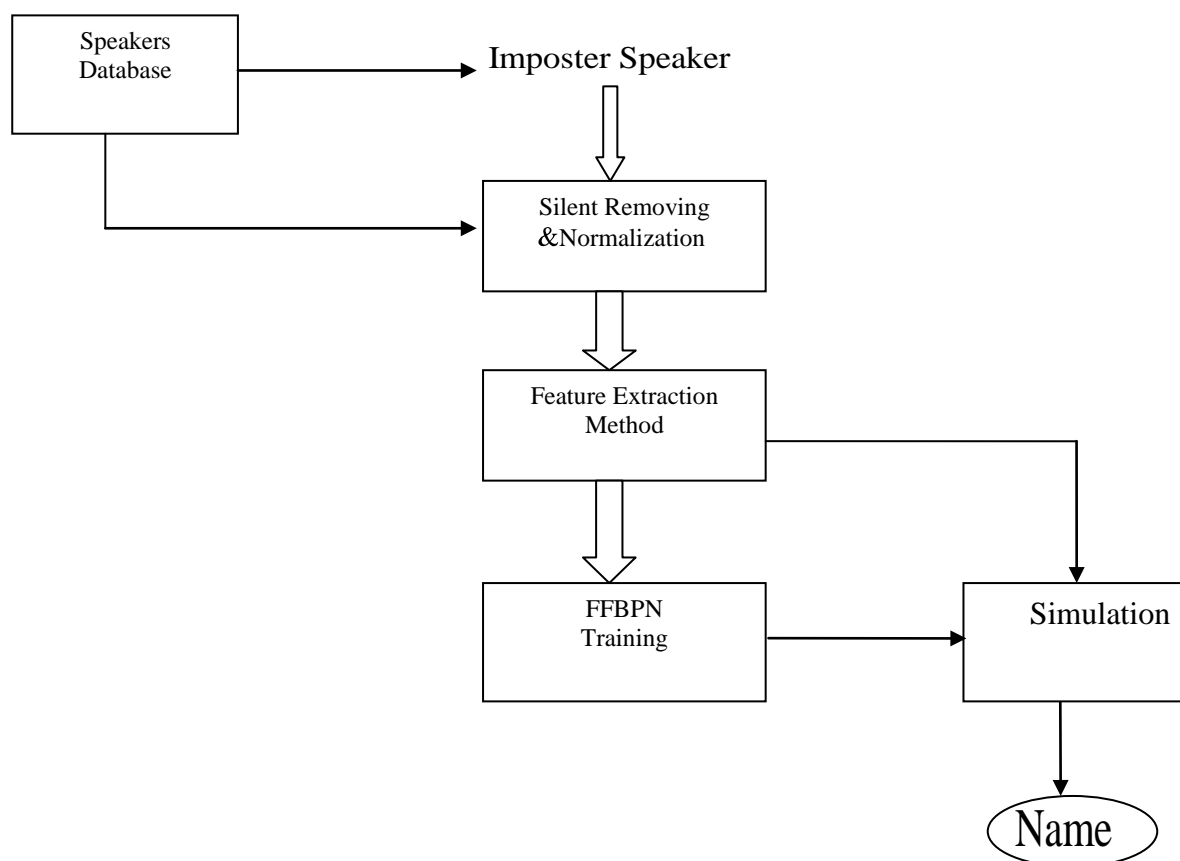 Speakers
Database
Imposter Speaker
Silent Removing
&Normalization
Feature Extraction
Method
FFBPN
Training
Simulation
Name